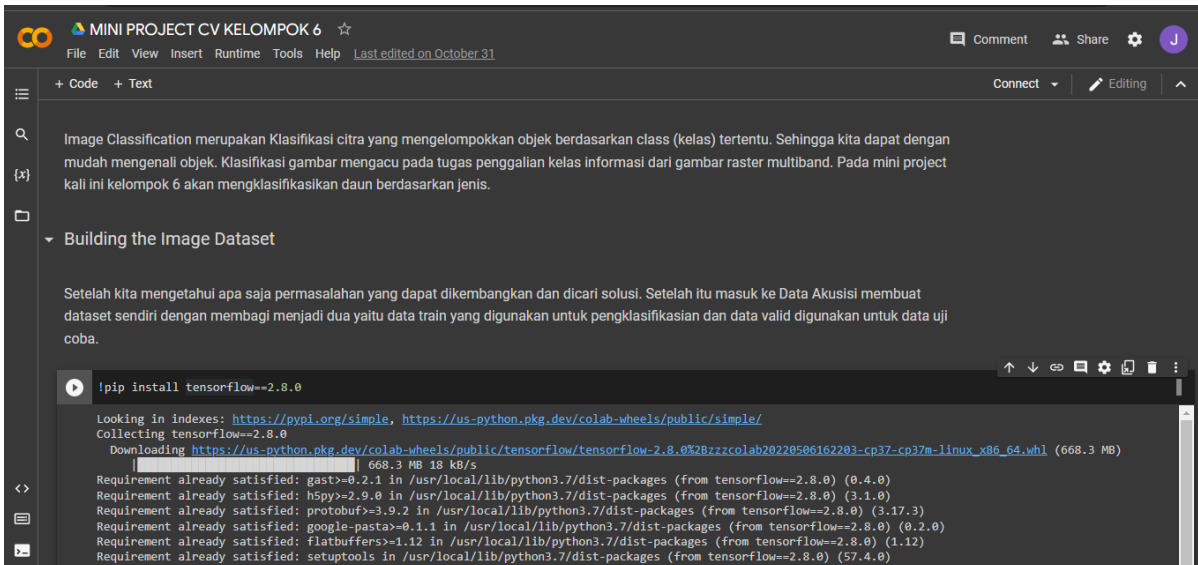 MINI PROJECT CV KELOMPOK 6
File Edit View Insert Runtime Tools Help Last edited on October 31
Comment Share J
+ Code + Text
Connect Editing
Image Classification merupakan Klasifikasi citra yang mengelompokkan objek berdasarkan class (kelas) tertentu. Sehingga kita dapat dengan
mudah mengenali objek. Klasifikasi gambar mengacu pada tugas penggalian kelas informasi dari gambar raster multiband. Pada mini project
kali ini kelompok 6 akan mengklasifikasikan daun berdasarkan jenis.
{x}
Building the Image Dataset
Setelah kita mengetahui apa saja permasalahan yang dapat dikembangkan dan dicari solusi. Setelah itu masuk ke Data Akusisi membuat
dataset sendiri dengan membagi menjadi dua yaitu data train yang digunakan untuk pengklasifikasian dan data valid digunakan untuk data uji
coba.
!pip install tensorflow==2.8.0
Looking in indexes: https://pypi.org/simple, https://us-python.pkg.dev/colab-wheels/public/simple/
Collecting tensorflow==2.8.0
Downloading https://us-python.pkg.dev/colab-wheels/public/tensorflow/tensorflow-2.8.0%2Bzzzcolab20220506162203-cp37-cp37m-linux_x86_64.whl (668.3 MB)
| | 668.3 MB 18 kB/s
Requirement already satisfied: gast>=0.2.1 in /usr/local/lib/python3.7/dist-packages (from tensorflow==2.8.0) (0.4.0)
Requirement already satisfied: h5py>=2.9.0 in /usr/local/lib/python3.7/dist-packages (from tensorflow==2.8.0) (3.1.0)
Requirement already satisfied: protobuf>=3.9.2 in /usr/local/lib/python3.7/dist-packages (from tensorflow==2.8.0) (3.17.3)
Requirement already satisfied: google-pasta>=0.1.1 in /usr/local/lib/python3.7/dist-packages (from tensorflow==2.8.0) (0.2.0)
Requirement already satisfied: flatbuffers>=1.12 in /usr/local/lib/python3.7/dist-packages (from tensorflow==2.8.0) (1.12)
Requirement already satisfied: setuptools in /usr/local/lib/python3.7/dist-packages (from tensorflow==2.8.0) (57.4.0)